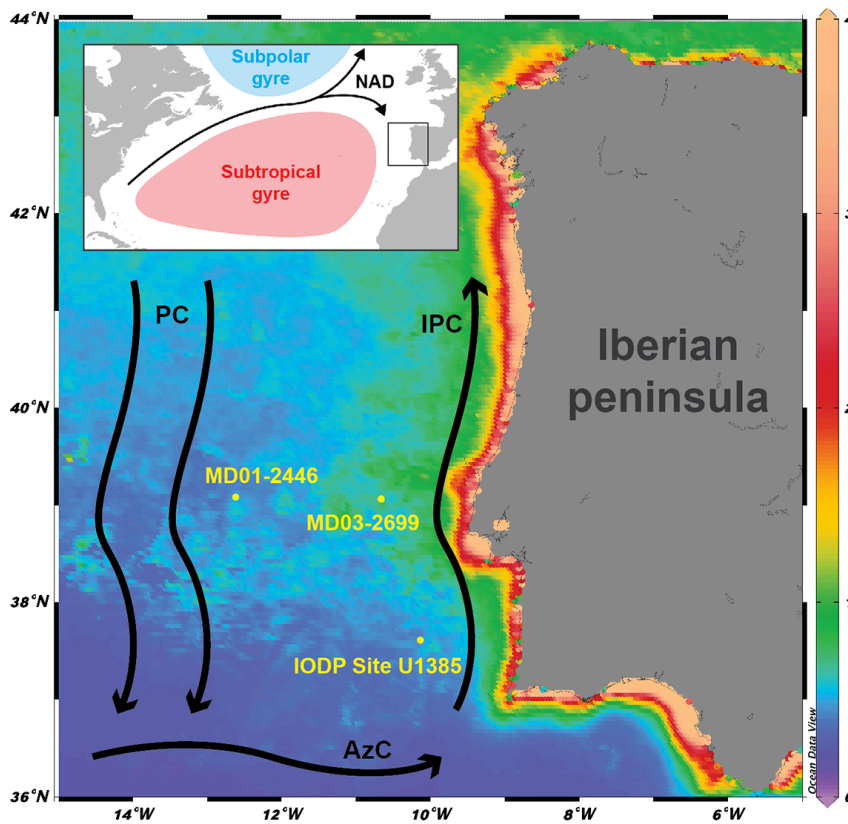 44°N
42°N
40°N
38°N
36°N
Subpolar
gyre
NAD
Subtropical
gyre
PC
IPC
Iberian
peninsula
MD01-2446
MD03-2699
IODP Site U1385
AzC
14°W
12°W
10°W
8°W
6°W
Ocean Data View